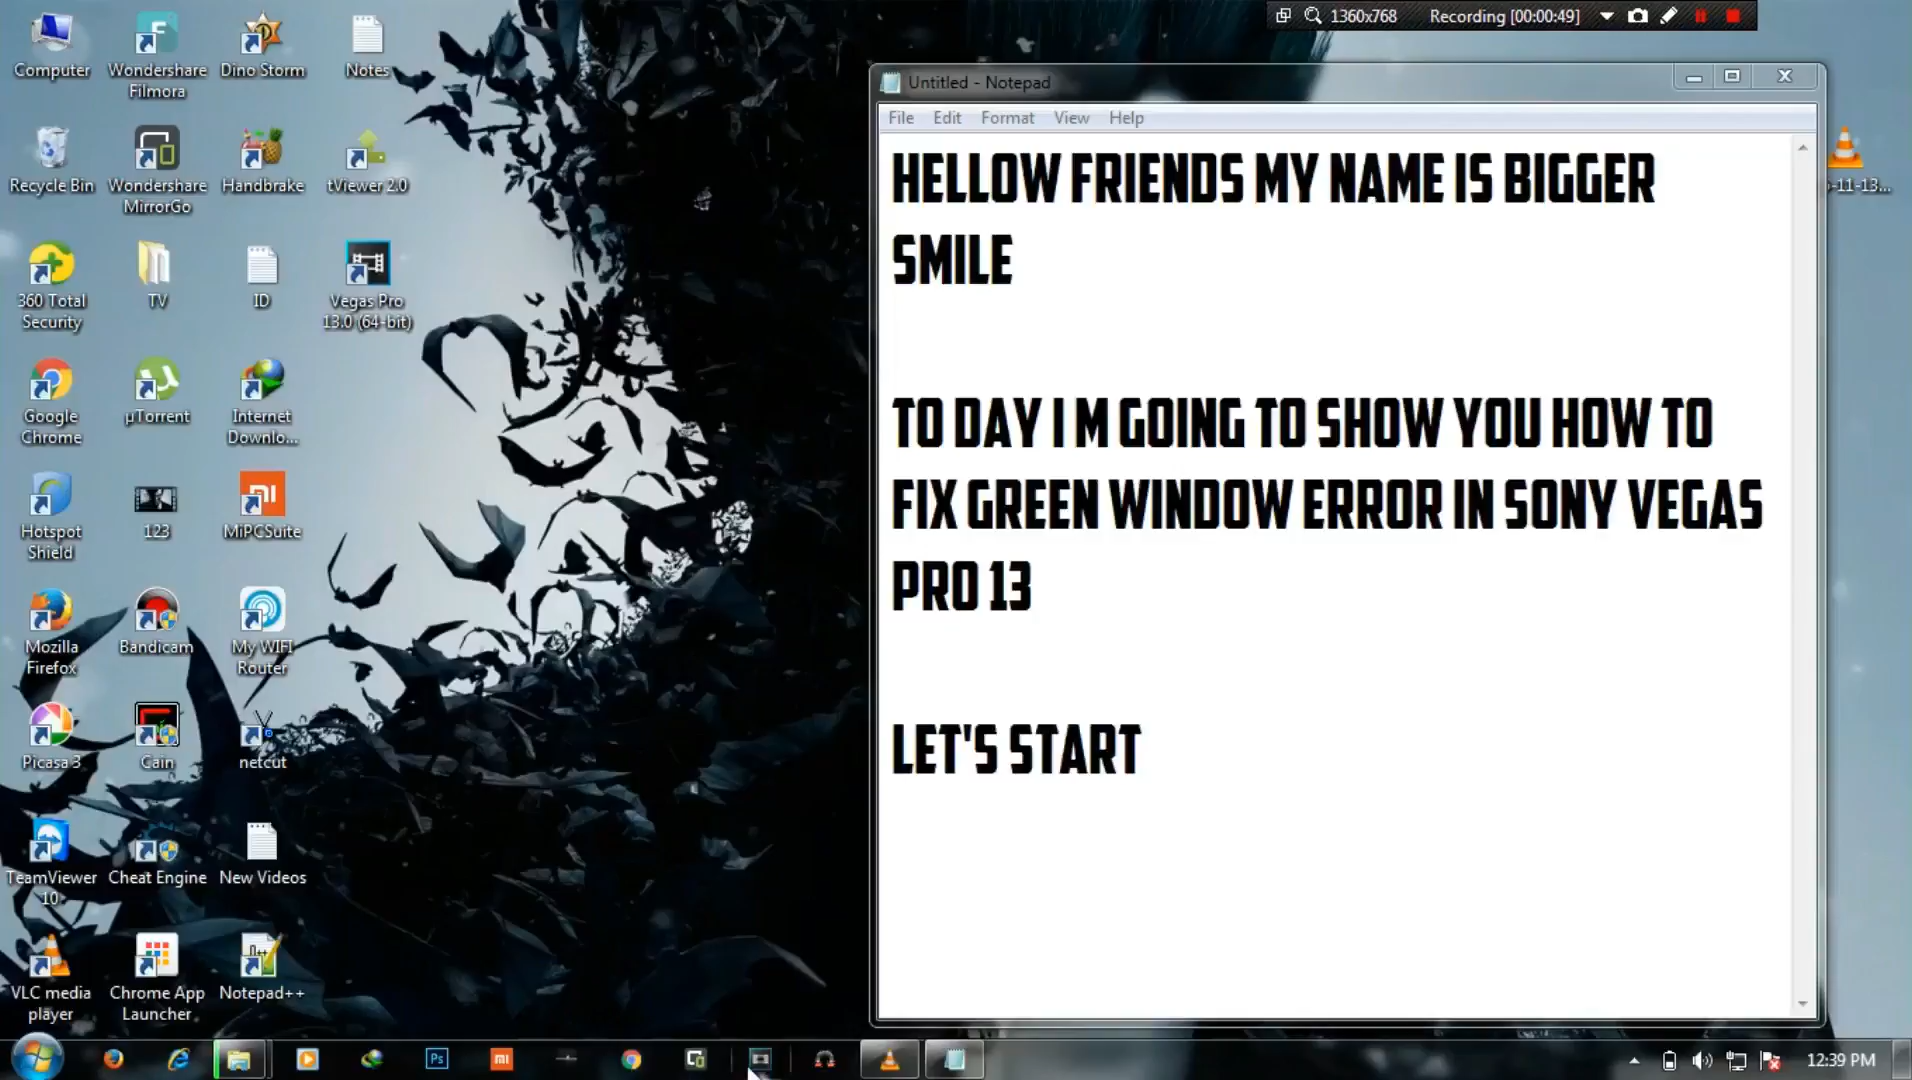 1360x768 Recording [00:00:49]
Computer
Wondershare
Filmora
Dino Storm
Notes
Recycle Bin
Wondershare
MirrorGo
Handbrake
tViewer 2.0
360 Total
Security
TV
ID
Vegas Pro
13.0 (64-bit)
Google
Chrome
µTorrent
Internet
Downlo...
Hotspot
Shield
123
MiPCSuite
Mozilla
Firefox
Bandicam
My WIFI
Router
Picasa 3
Cain
netcut
TeamViewer
10
Cheat Engine
New Videos
VLC media
player
Chrome App
Launcher
Notepad++
Untitled - Notepad
File Edit Format View Help
HELLOW FRIENDS MY NAME IS BIGGER
SMILE
TO DAY I M GOING TO SHOW YOU HOW TO
FIX GREEN WINDOW ERROR IN SONY VEGAS
PRO 13
LET'S START
-11-13...
Ps
12:39 PM